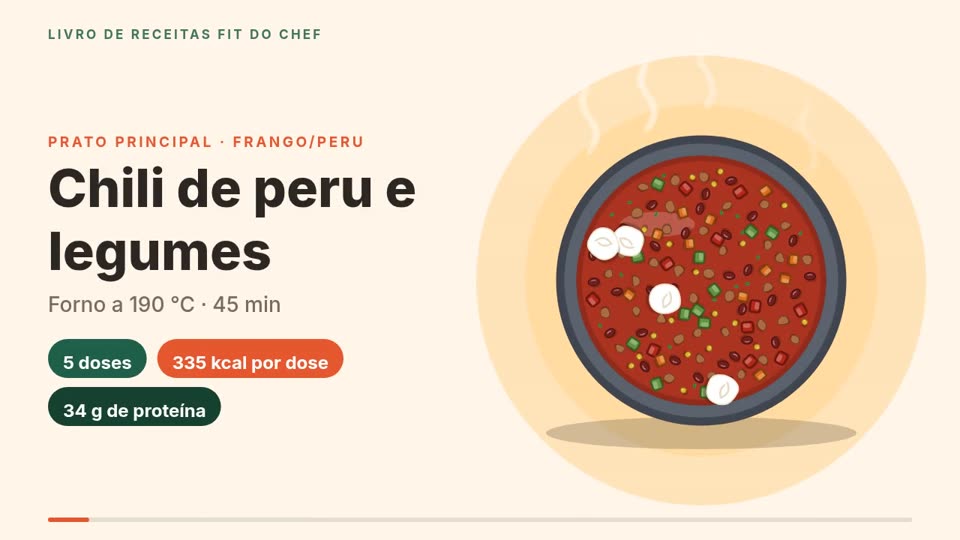 LIVRO DE RECEITAS FIT DO CHEF
PRATO PRINCIPAL · FRANGO/PERU
Chili de peru e
legumes
Forno a 190 °C · 45 min
5 doses
335 kcal por dose
34 g de proteína